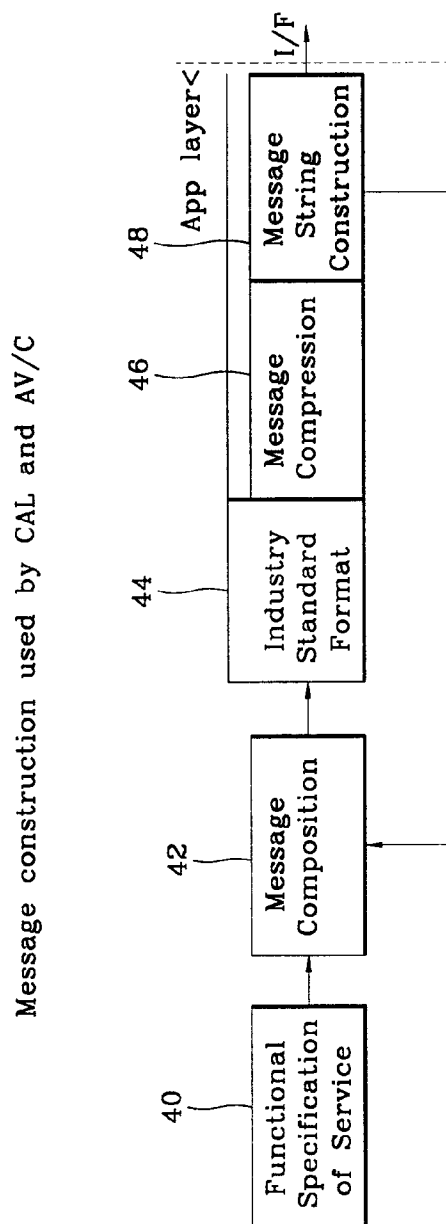 Message construction used by CAL and AV/C
40
Functional
Specification
of Service
42
Message
Composition
44
Industry
Standard
Format
46
Message Compression
48
Message
String
Construction
App layer<
I/F